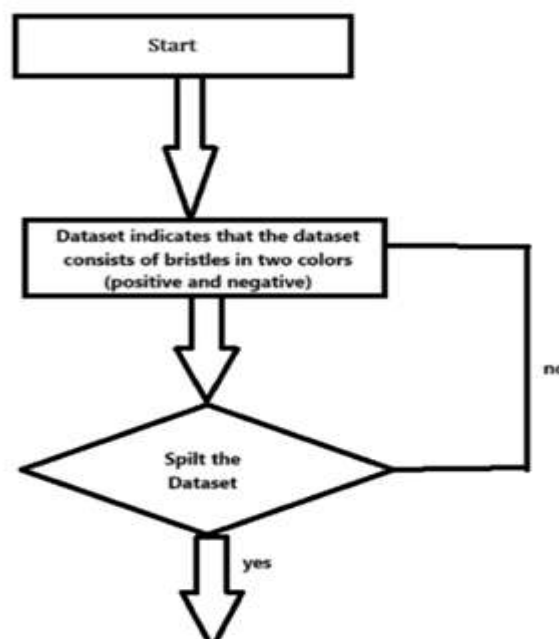 Start
Dataset indicates that the dataset
consists of bristles in two colors
(positive and negative)
no
Spilt the
Dataset
yes